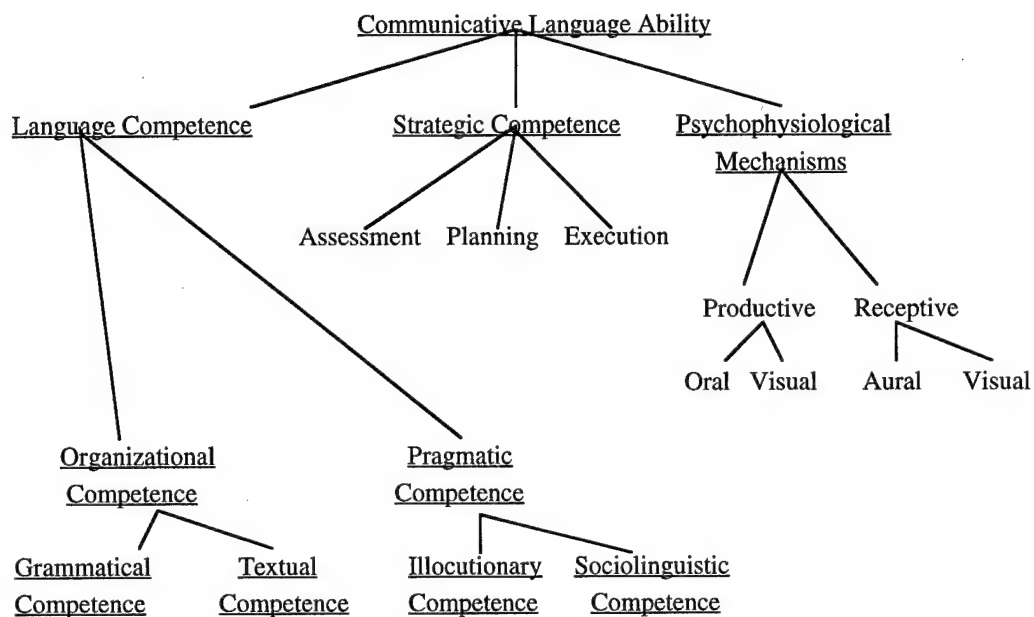 Communicative Language Ability
Language Competence
Strategic Competence
Psychophysiological
Mechanisms
Assessment Planning Execution
Productive Receptive
Oral Visual Aural Visual
Organizational
Competence
Pragmatic
Competence
Grammatical
Competence
Textual
Competence
Illocutionary
Competence
Sociolinguistic
Competence